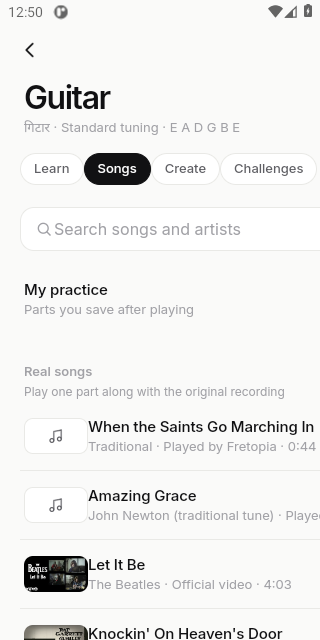 12:50
Guitar
गिटार · Standard tuning · E A D G B E
Learn
Songs
Create
Challenges
Search songs and artists
My practice
Parts you save after playing
Real songs
Play one part along with the original recording
When the Saints Go Marching In
Traditional · Played by Fretopia · 0:44
Amazing Grace
John Newton (traditional tune) · Playe
Let It Be
The Beatles · Official video · 4:03
Knockin' On Heaven's Door